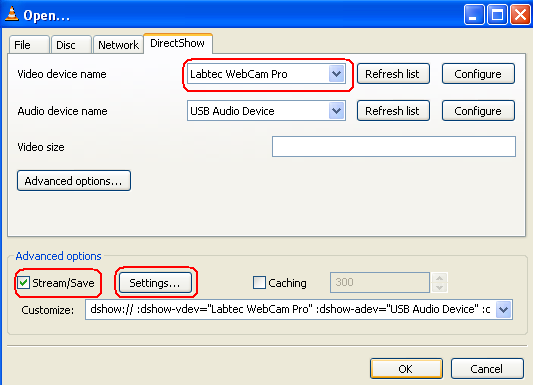 Open...
File Disc Network DirectShow
Video device name Labtec WebCam Pro Refresh list Configure
Audio device name USB Audio Device Refresh list Configure
Video size
Advanced options...
Advanced options
Stream/Save Settings... Caching 300
Customize: dshow:// :dshow-vdev="Labtec WebCam Pro" :dshow-adev="USB Audio Device" :c
OK Cancel